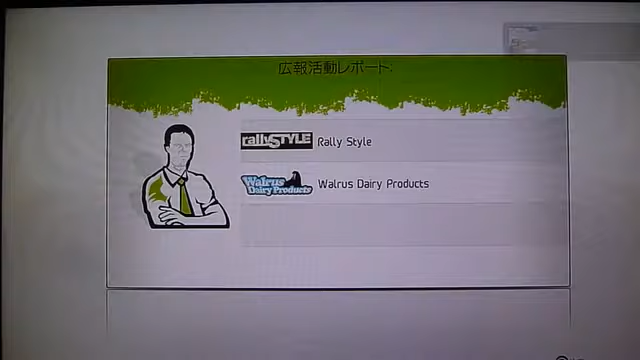 広報活動レポート:
rallySTYLE Rally Style
Walrus Dairy Products Walrus Dairy Products